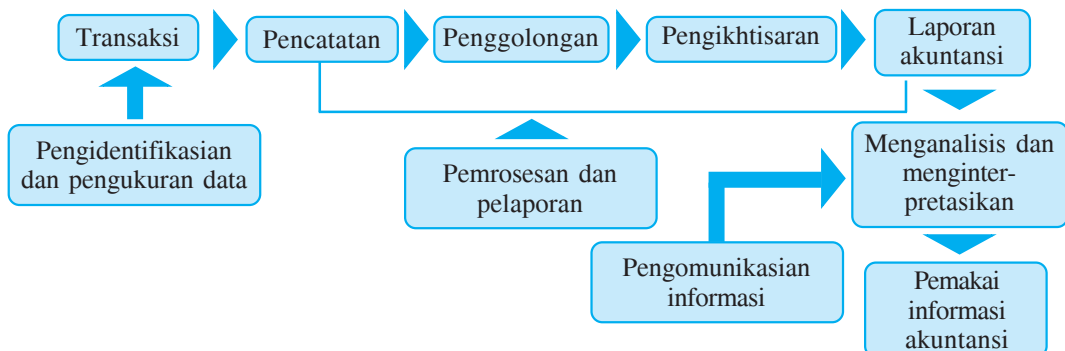 Transaksi
Pencatatan
Penggolongan
Pengikhtisaran
Laporan
akuntansi
Pengidentifikasian
dan pengukuran data
Pemrosesan dan
pelaporan
Menganalisis dan
menginter-
pretasikan
Pengomunikasian
informasi
Pemakai
informasi
akuntansi